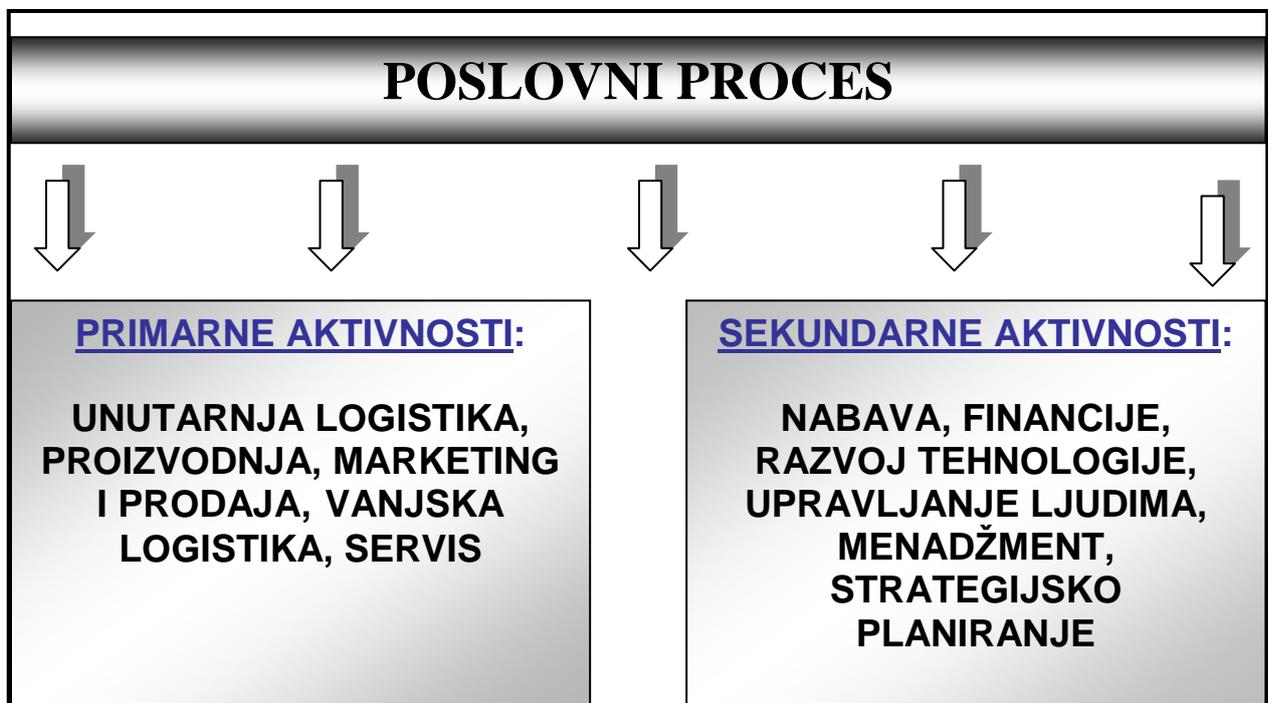 POSLOVNI PROCES
PRIMARNE AKTIVNOSTI:
UNUTARNJA LOGISTIKA,
PROIZVODNJA, MARKETING
I PRODAJA, VANJSKA
LOGISTIKA, SERVIS
SEKUNDARNE AKTIVNOSTI:
NABAVA, FINANCIJE,
RAZVOJ TEHNOLOGIJE,
UPRAVLJANJE LJUDIMA,
MENADŽMENT,
STRATEGIJSKO
PLANIRANJE